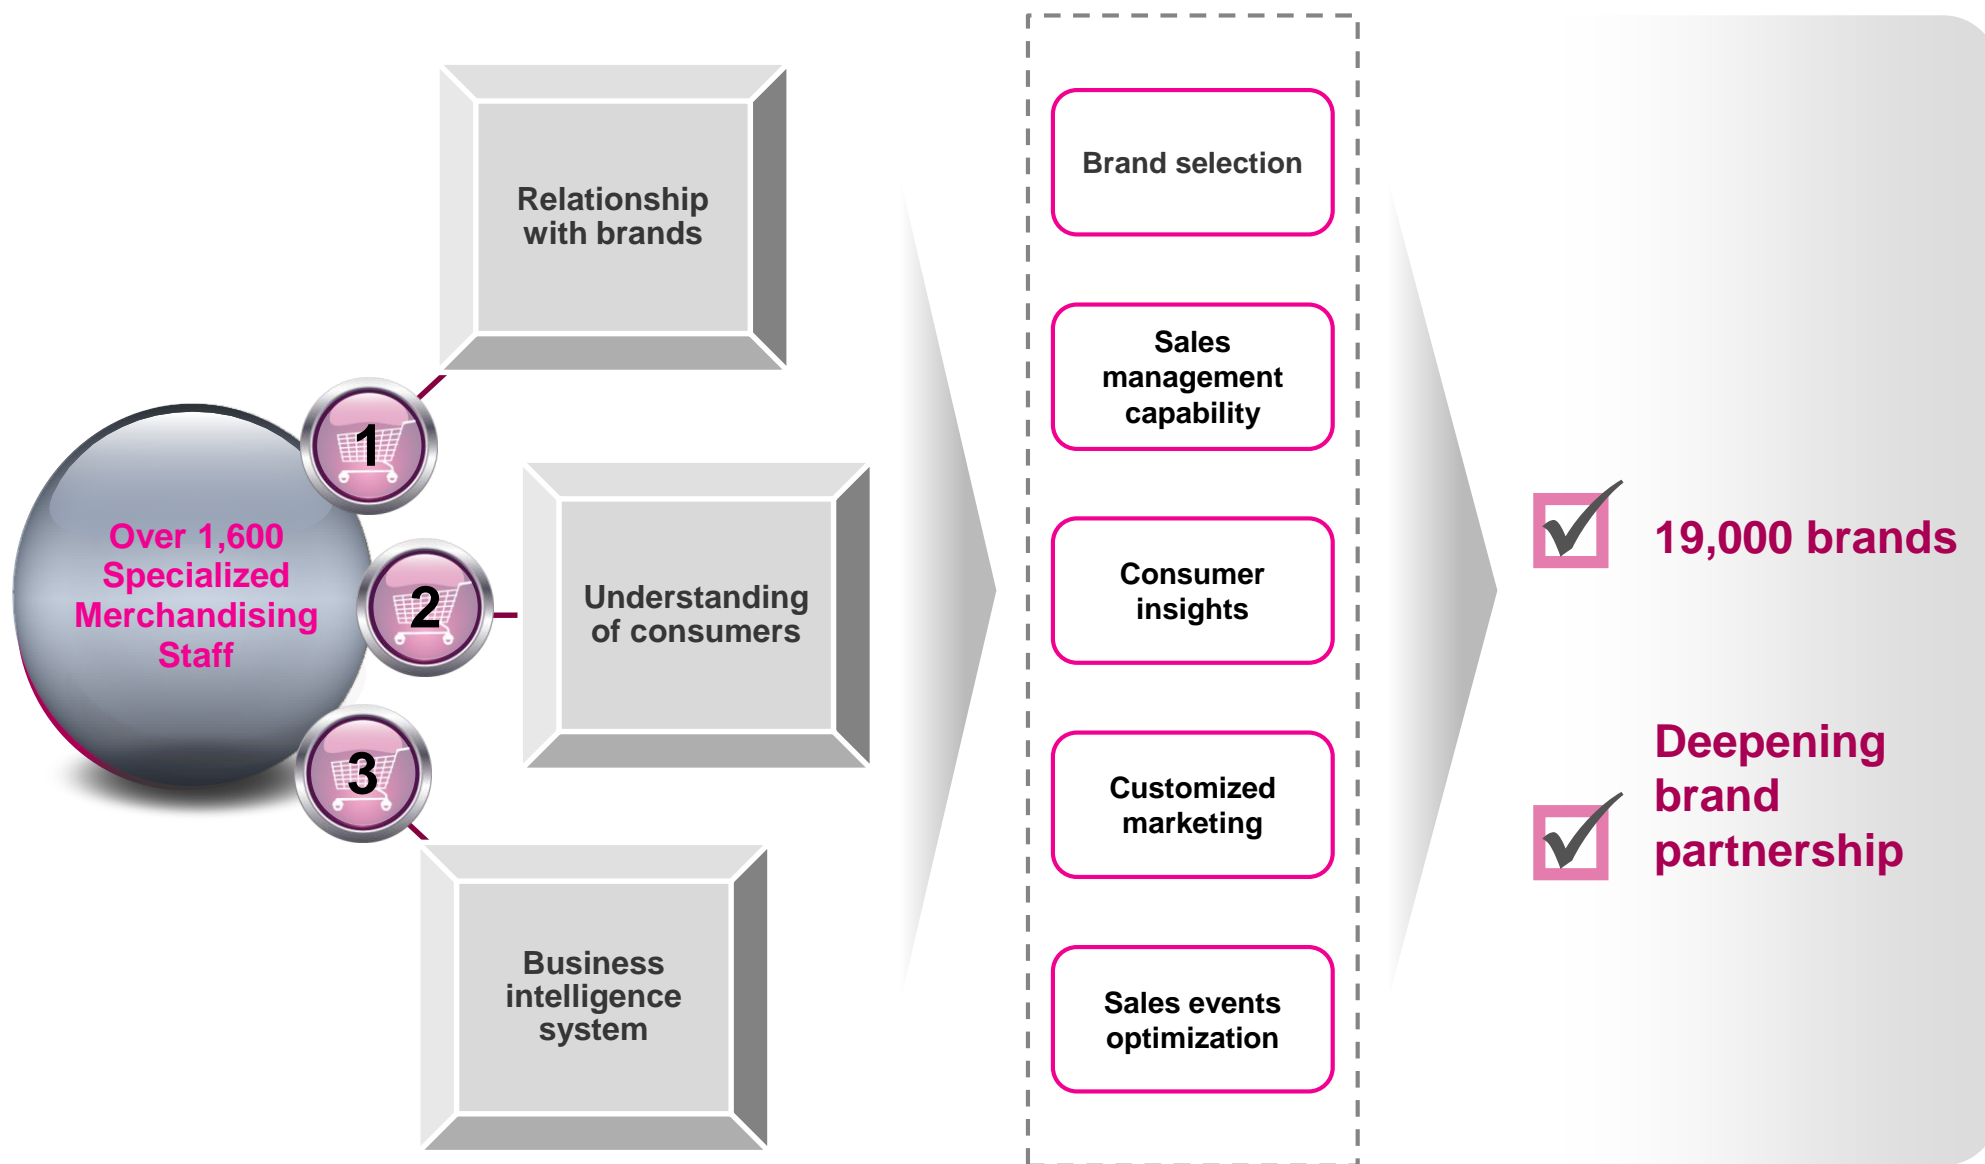 Over 1,600
Specialized
Merchandising
Staff
1
Relationship
with brands
2
Understanding
of consumers
3
Business
intelligence
system
Brand selection
Sales
management
capability
Consumer
insights
Customized
marketing
Sales events
optimization
19,000 brands
Deepening
brand
partnership